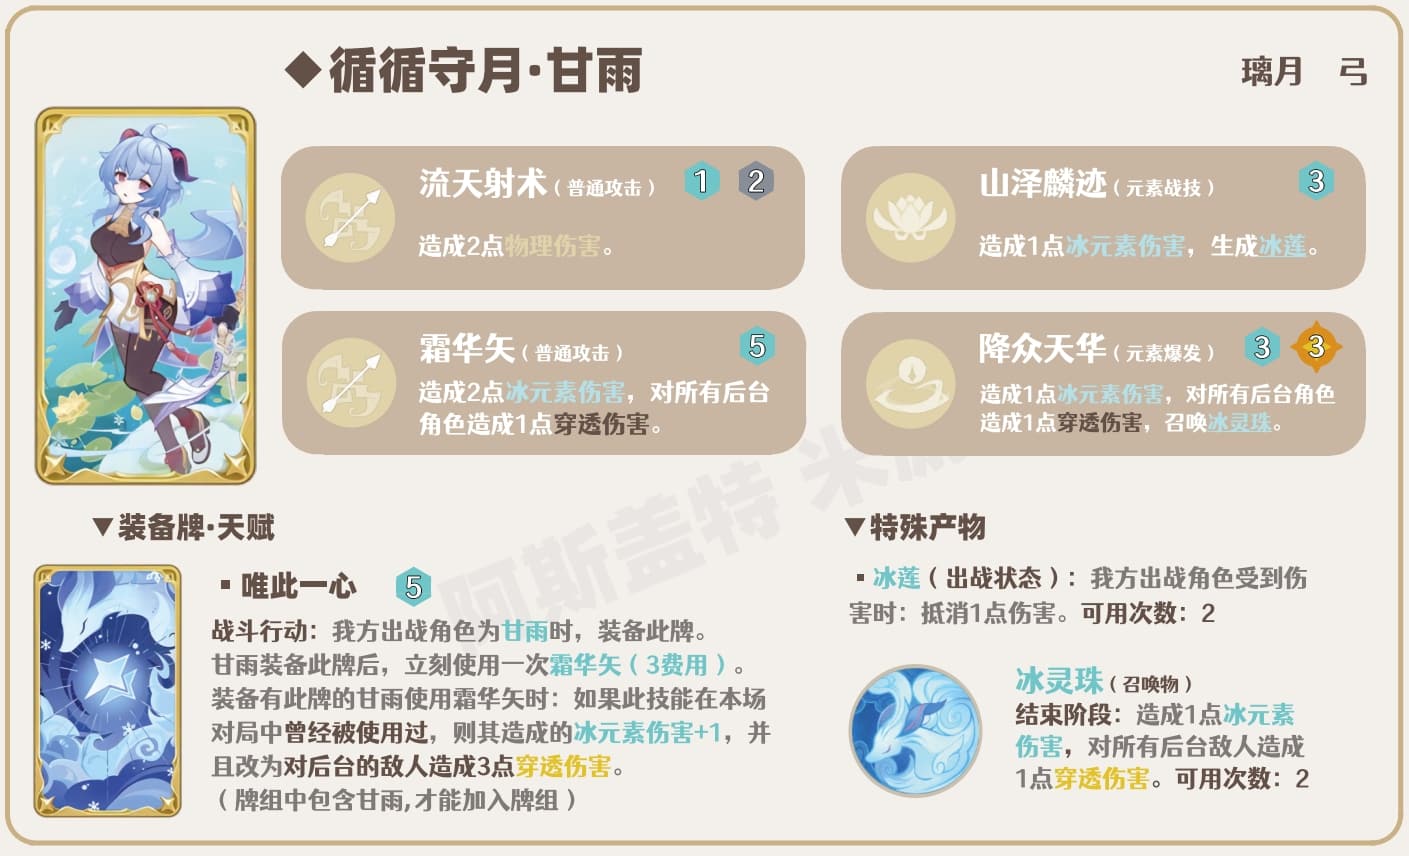 ◆循循守月·甘雨
璃月 弓
流天射术（普通攻击） 1 2
造成2点物理伤害。
山泽麟迹（元素战技） 3
造成1点冰元素伤害，生成冰莲。
霜华矢（普通攻击） 5
造成2点冰元素伤害，对所有后台
角色造成1点穿透伤害。
降众天华（元素爆发） 3 3
造成1点冰元素伤害，对所有后台角色
造成1点穿透伤害，召唤冰灵珠。
▼装备牌·天赋
▪唯此一心 5
战斗行动：我方出战角色为甘雨时，装备此牌。
甘雨装备此牌后，立刻使用一次霜华矢（3费用）。
装备有此牌的甘雨使用霜华矢时：如果此技能在本场
对局中曾经被使用过，则其造成的冰元素伤害+1，并
且改为对后台的敌人造成3点穿透伤害。
（牌组中包含甘雨,才能加入牌组）
▼特殊产物
▪冰莲（出战状态）：我方出战角色受到伤
害时：抵消1点伤害。可用次数：2
冰灵珠（召唤物）
结束阶段：造成1点冰元素
伤害，对所有后台敌人造成
1点穿透伤害。可用次数：2
阿斯盖特 米